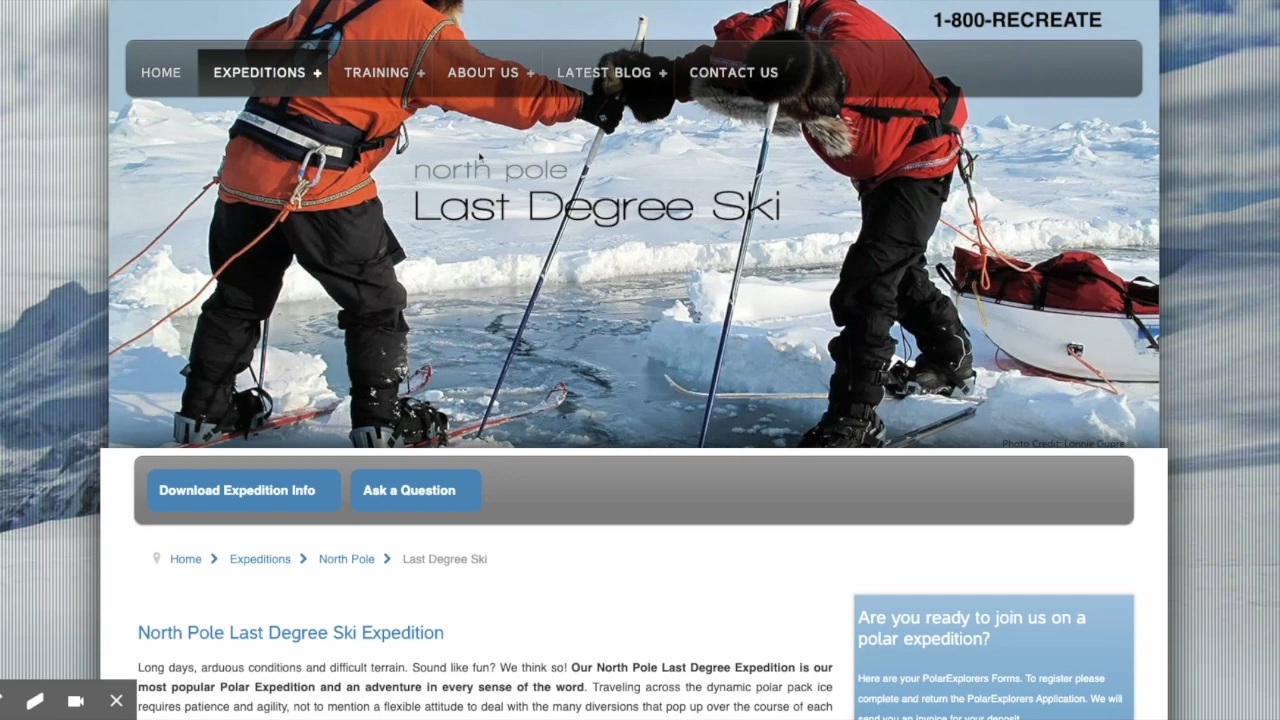 1-800-RECREATE
HOME EXPEDITIONS + TRAINING + ABOUT US + LATEST BLOG + CONTACT US
north pole
Last Degree Ski
Photo Credit: Lonnie Dupre
Download Expedition Info Ask a Question
Home > Expeditions > North Pole > Last Degree Ski
North Pole Last Degree Ski Expedition
Long days, arduous conditions and difficult terrain. Sound like fun? We think so! Our North Pole Last Degree Expedition is our
most popular Polar Expedition and an adventure in every sense of the word. Traveling across the dynamic polar pack ice
requires patience and agility, not to mention a flexible attitude to deal with the many diversions that pop up over the course of each
Are you ready to join us on a
polar expedition?
Here are your PolarExplorers Forms. To register please
complete and return the PolarExplorers Application. We will
send you an invoice for your deposit